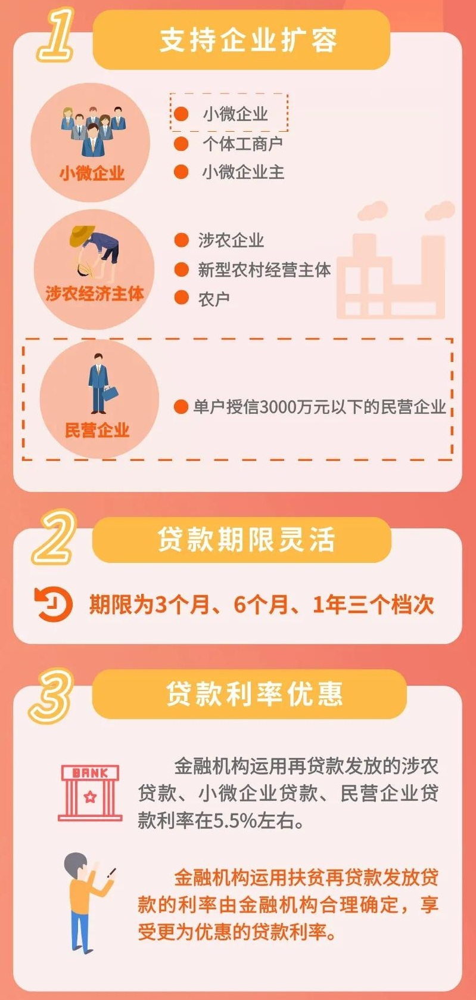 1
支持企业扩容
小微企业
小微企业
个体工商户
小微企业主
涉农经济主体
涉农企业
新型农村经营主体
农户
民营企业
单户授信3000万元以下的民营企业
2
贷款期限灵活
期限为3个月、6个月、1年三个档次
3
贷款利率优惠
BANK
金融机构运用再贷款发放的涉农
贷款、小微企业贷款、民营企业贷
款利率在5.5%左右。
金融机构运用扶贫再贷款发放贷
款的利率由金融机构合理确定，享
受更为优惠的贷款利率。